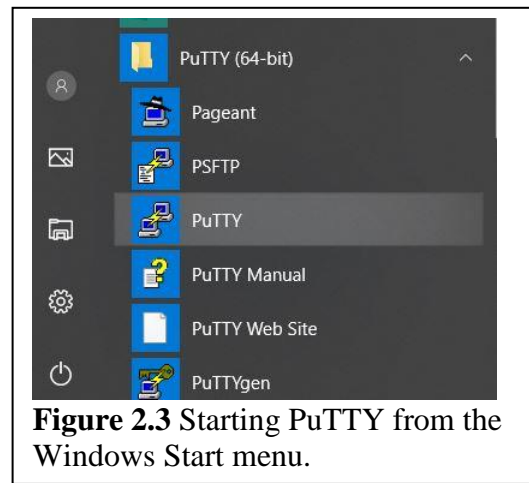 PuTTY (64-bit)
Pageant
PSFTP
PuTTY
PuTTY Manual
PuTTY Web Site
PuTTYgen
Figure 2.3 Starting PuTTY from the
Windows Start menu.